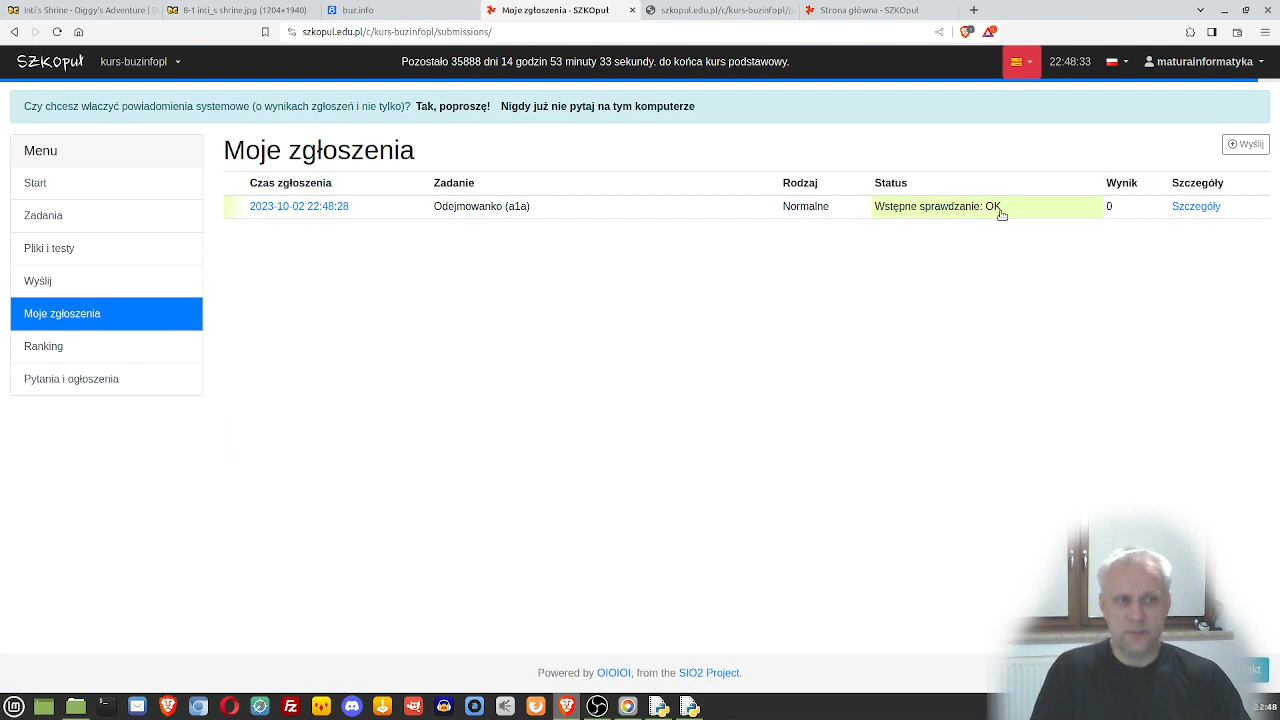 Inti's Shrine - Diggy's Adventure | D
8-1 inti_s shrine.jpg (1204×1940)
buz.info
Moje zgłoszenia - SZKOpuł
szkopul.edu.pl/c/kurs-buzinfopl/p
Strona główna - SZKOpuł
szkopul.edu.pl/c/kurs-buzinfopl/submissions/
SZKOpuł
kurs-buzinfopl
Pozostało 35888 dni 14 godzin 53 minuty 33 sekundy. do końca kurs podstawowy.
22:48:33
maturainformatyka
Czy chcesz włączyć powiadomienia systemowe (o wynikach zgłoszeń i nie tylko)? Tak, poproszę! Nigdy już nie pytaj na tym komputerze
Menu
Start
Zadania
Pliki i testy
Wyślij
Moje zgłoszenia
Ranking
Pytania i ogłoszenia
Moje zgłoszenia
Wyślij
Czas zgłoszenia Zadanie Rodzaj Status Wynik Szczegóły
2023-10-02 22:48:28 Odejmowanko (a1a) Normalne Wstępne sprawdzanie: OK 0 Szczegóły
Powered by OIOIOI, from the SIO2 Project.
22:48